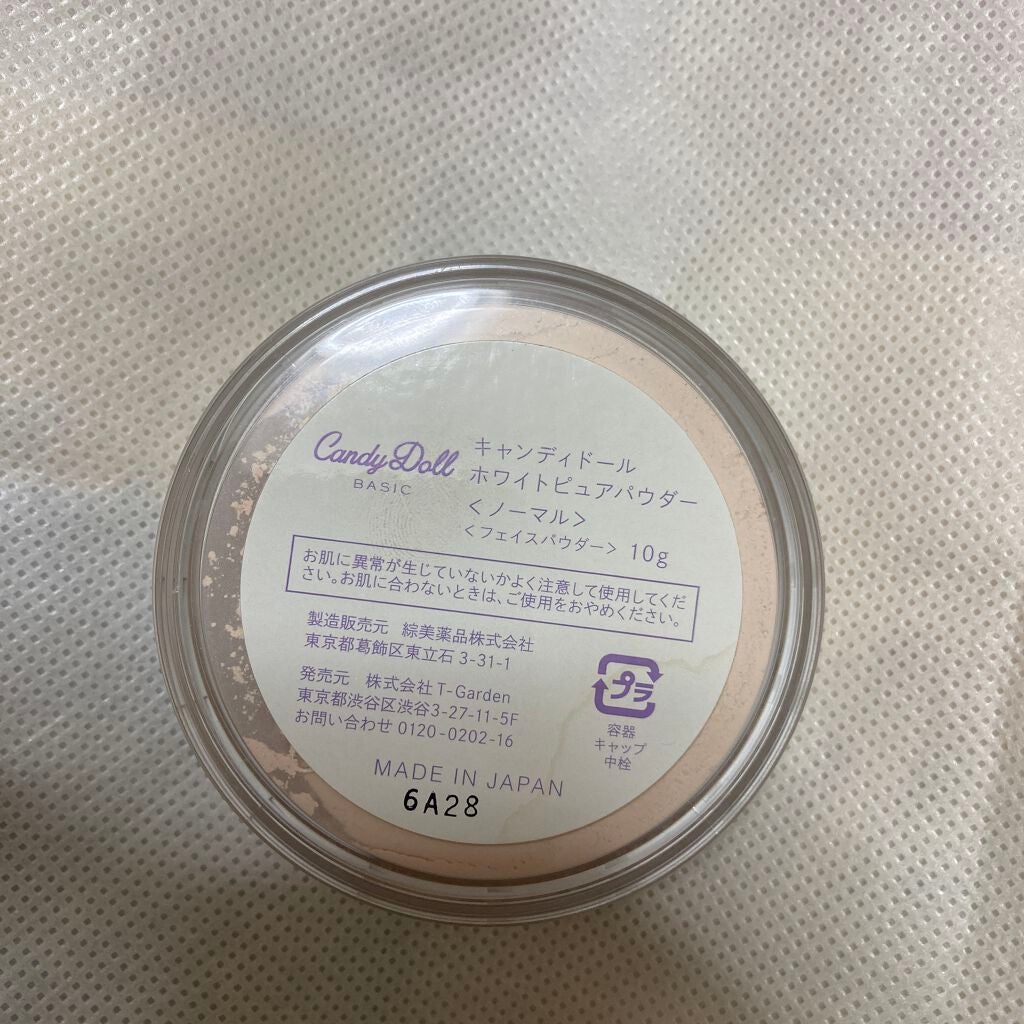 Candy Doll
BASIC
キャンディドール
ホワイトピュアパウダー
＜ノーマル＞
＜フェイスパウダー＞ 10g
お肌に異常が生じていないかよく注意して使用してくだ
さい。お肌に合わないときは、ご使用をおやめください。
製造販売元　綜美薬品株式会社
東京都葛飾区東立石 3-31-1
発売元　株式会社T-Garden
東京都渋谷区渋谷3-27-11-5F
お問い合わせ 0120-0202-16
プラ
容器
キャップ
中栓
MADE IN JAPAN
6A28